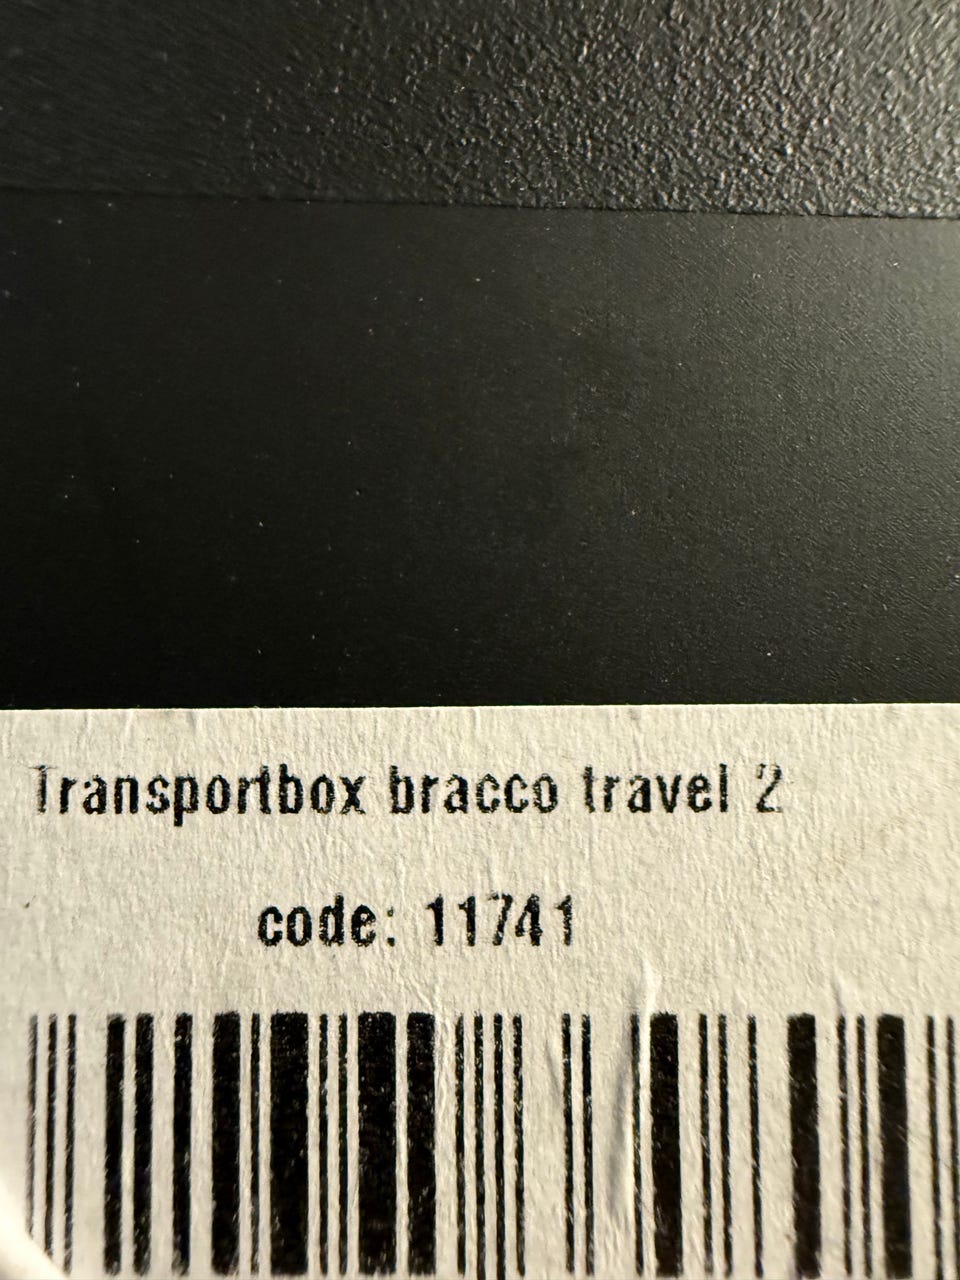 Transportbox bracco travel 2
code: 11741